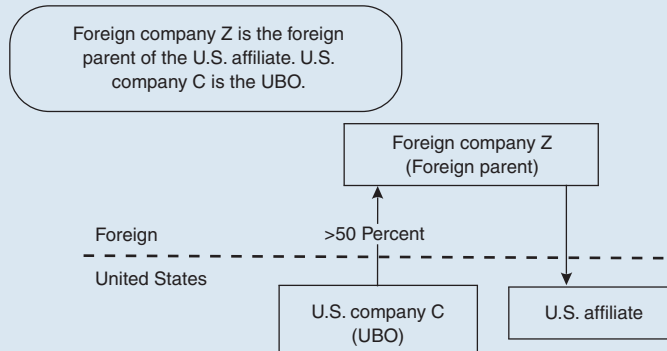 Foreign company Z is the foreign
parent of the U.S. affiliate. U.S.
company C is the UBO.
Foreign company Z
(Foreign parent)
Foreign
>50 Percent
United States
U.S. company C
(UBO)
U.S. affiliate